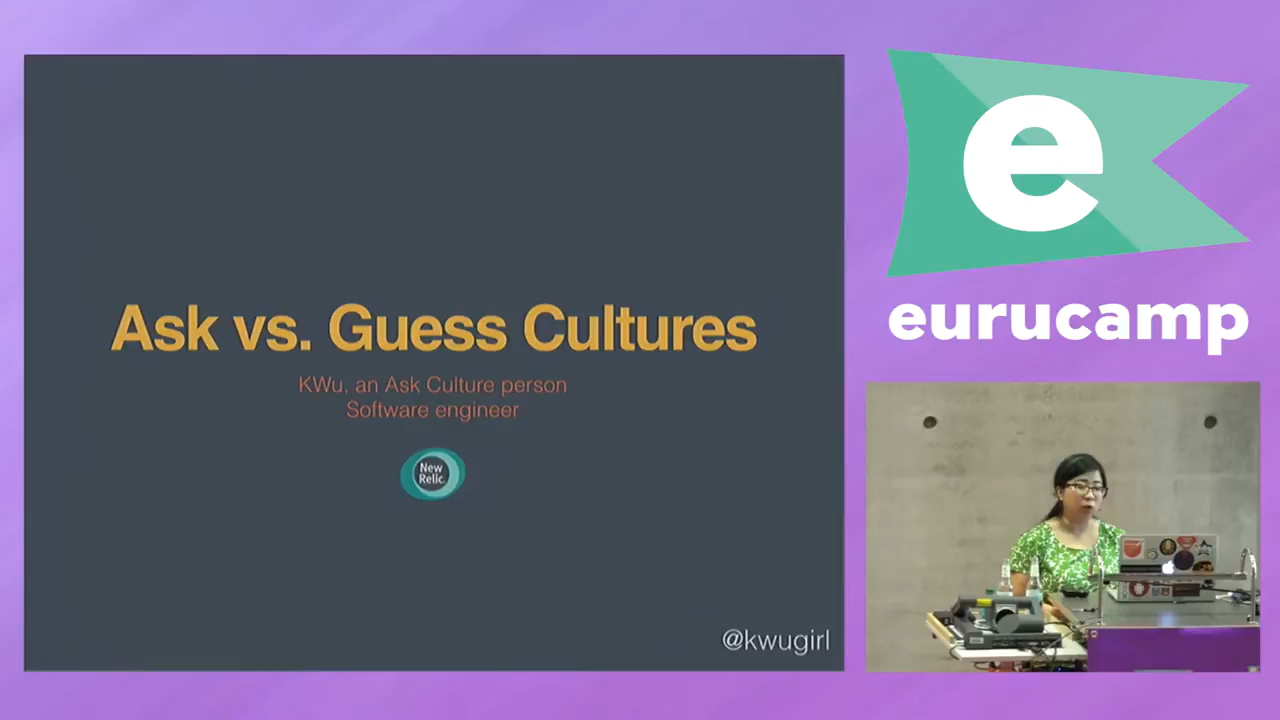 Ask vs. Guess Cultures
KWu, an Ask Culture person
Software engineer
New
Relic.
@kwugirl
e
eurucamp